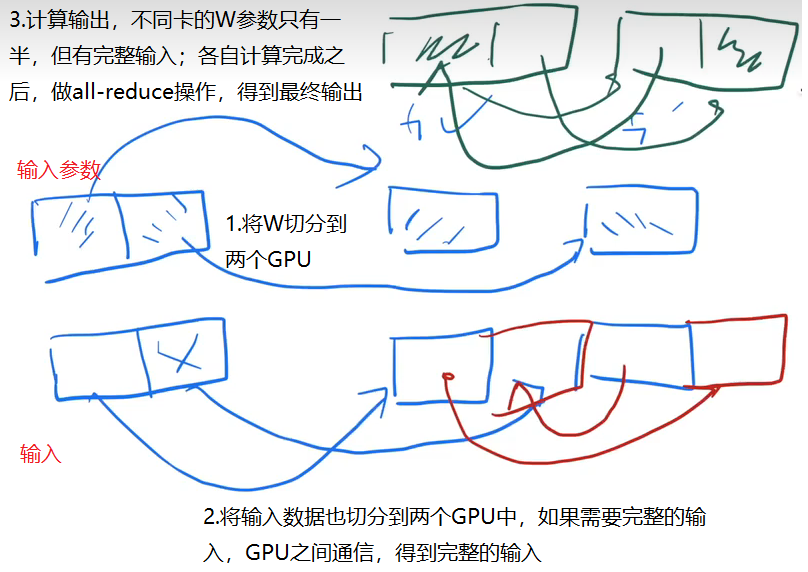 3.计算输出，不同卡的W参数只有一
半，但有完整输入；各自计算完成之
后，做all-reduce操作，得到最终输出
输入参数
1.将W切分到
两个GPU
输入
2.将输入数据也切分到两个GPU中，如果需要完整的输
入，GPU之间通信，得到完整的输入